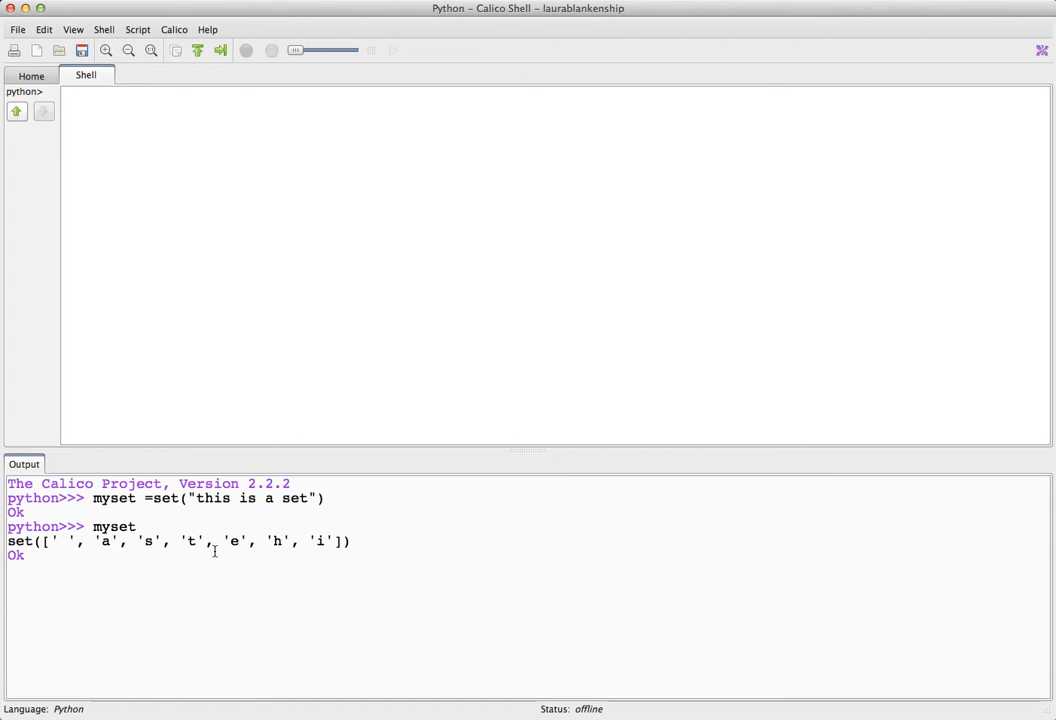 Python - Calico Shell - laurablankenship
File Edit View Shell Script Calico Help
Home Shell
python>
Output
The Calico Project, Version 2.2.2
python>>> myset =set("this is a set")
Ok
python>>> myset
set([' ', 'a', 's', 't', 'e', 'h', 'i'])
Ok
Language: Python Status: offline